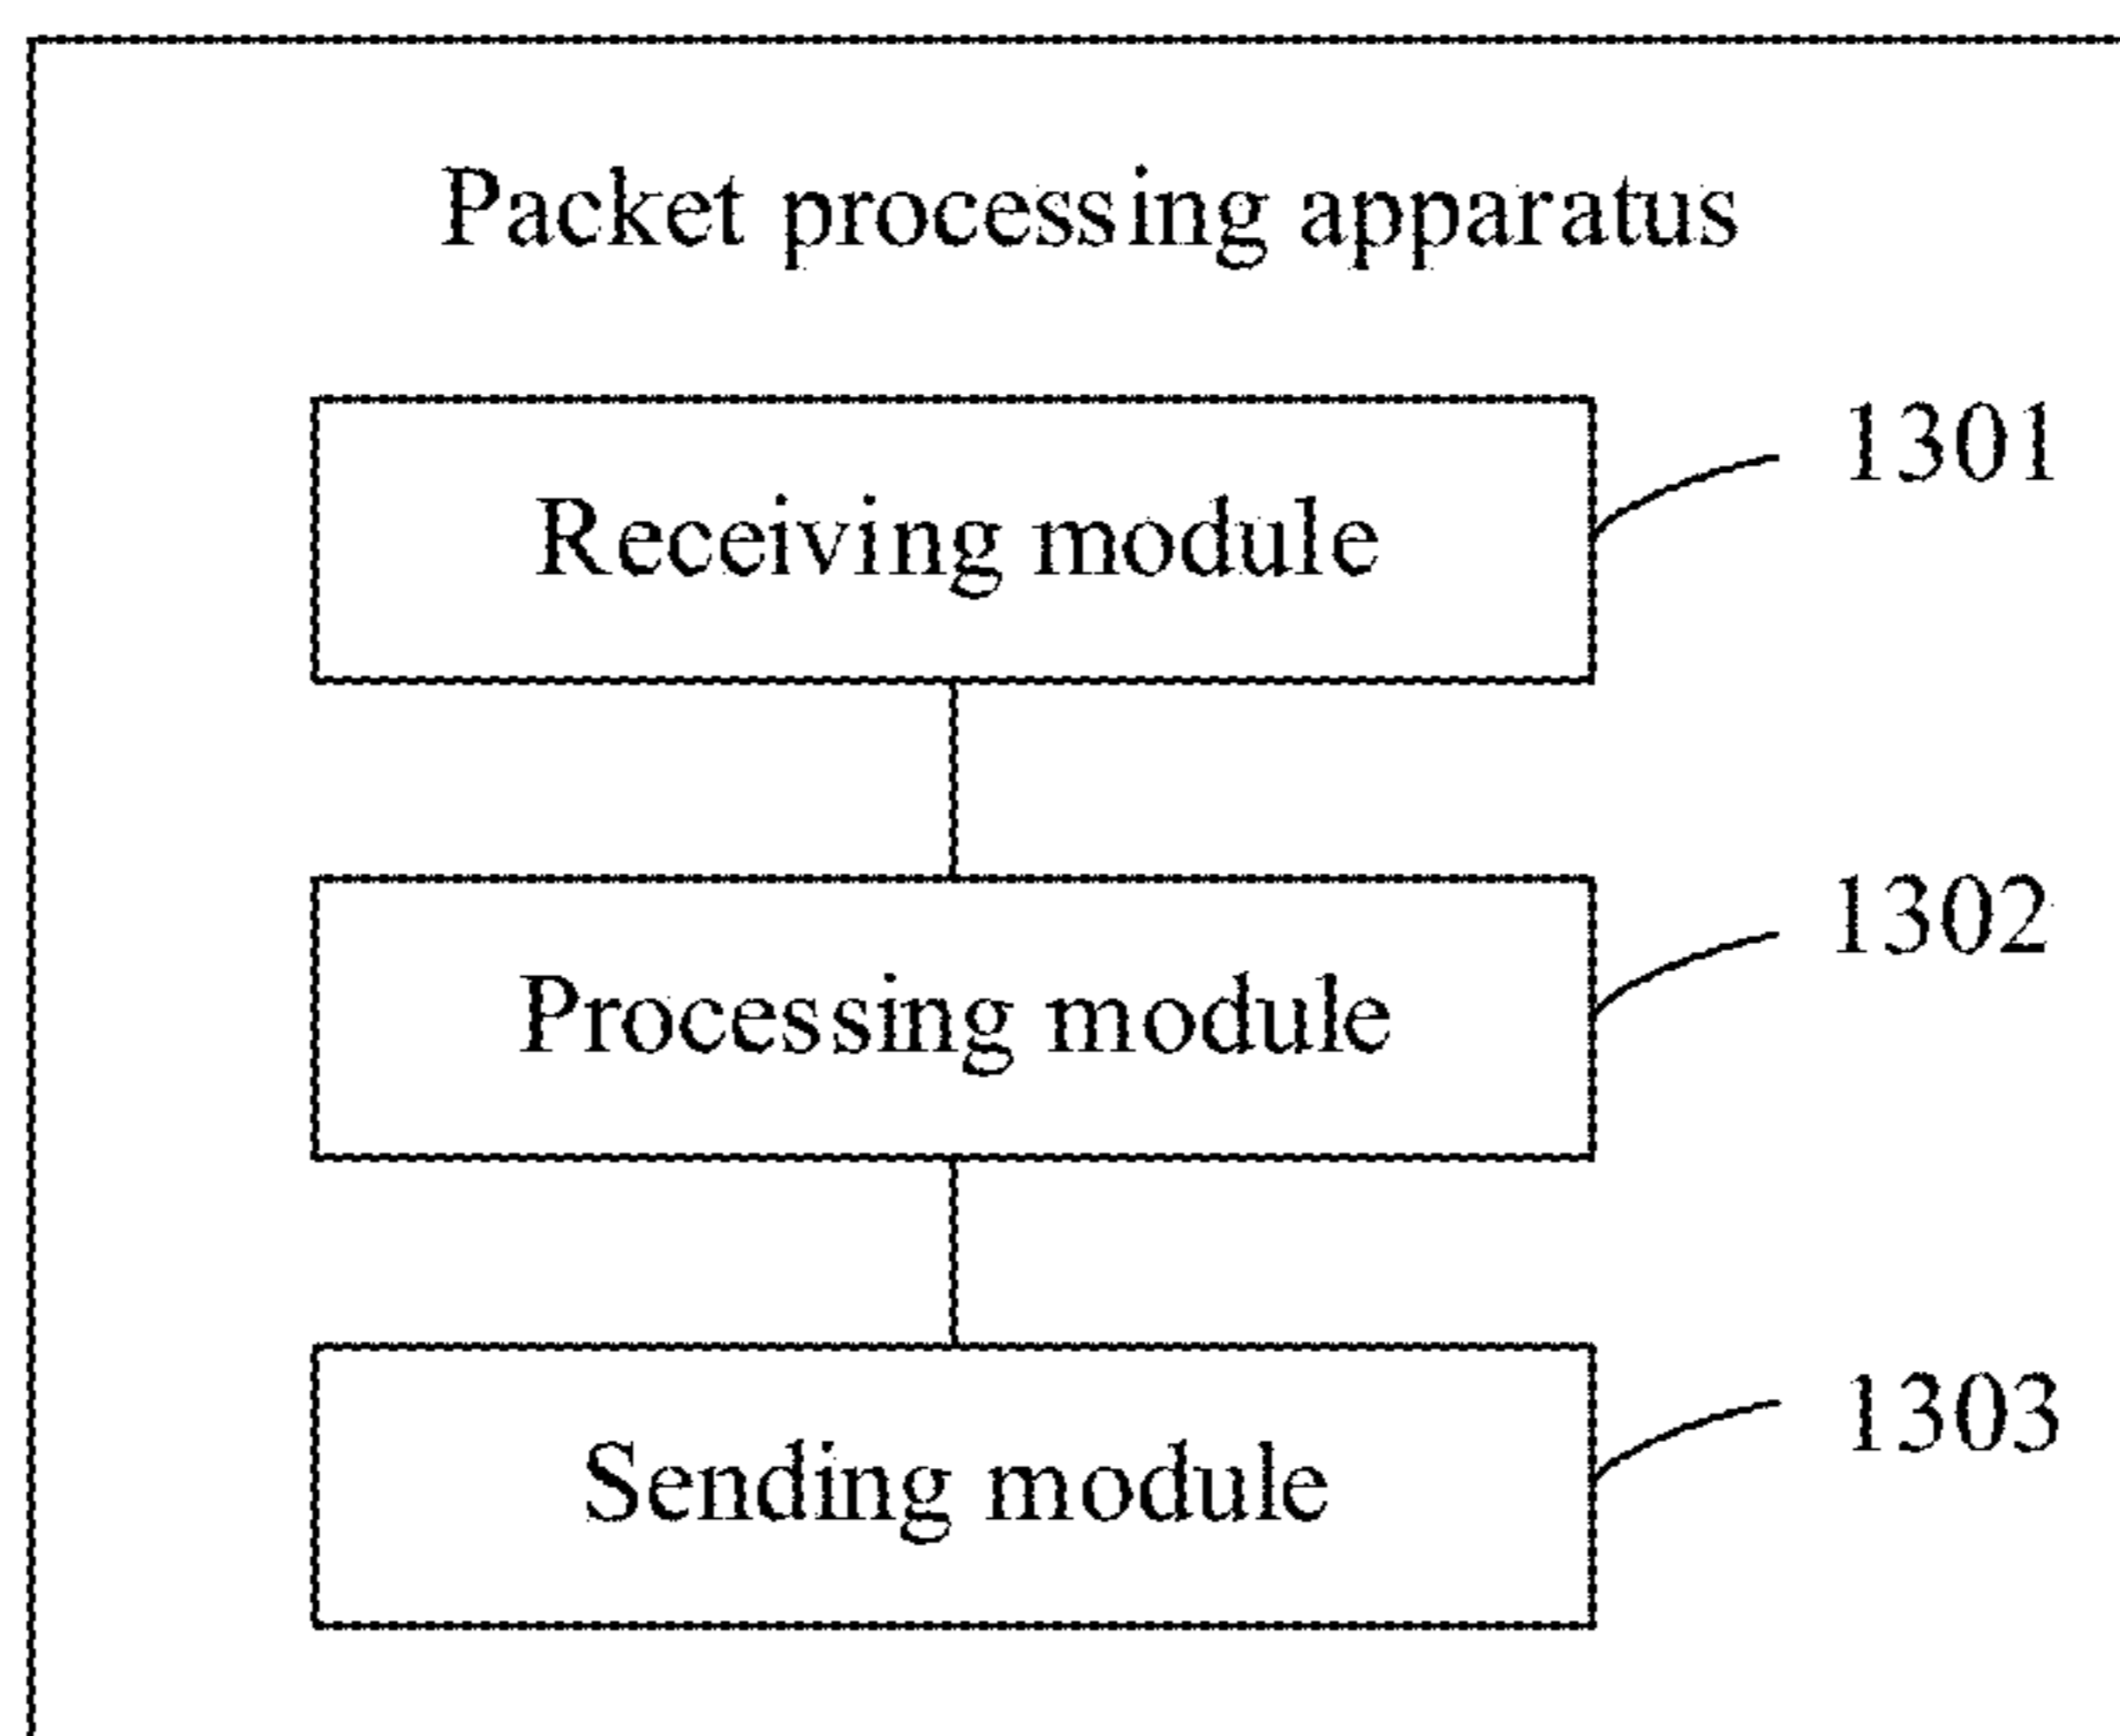 Packet processing apparatus
1301
Receiving module
1302
Processing module
1303
Sending module